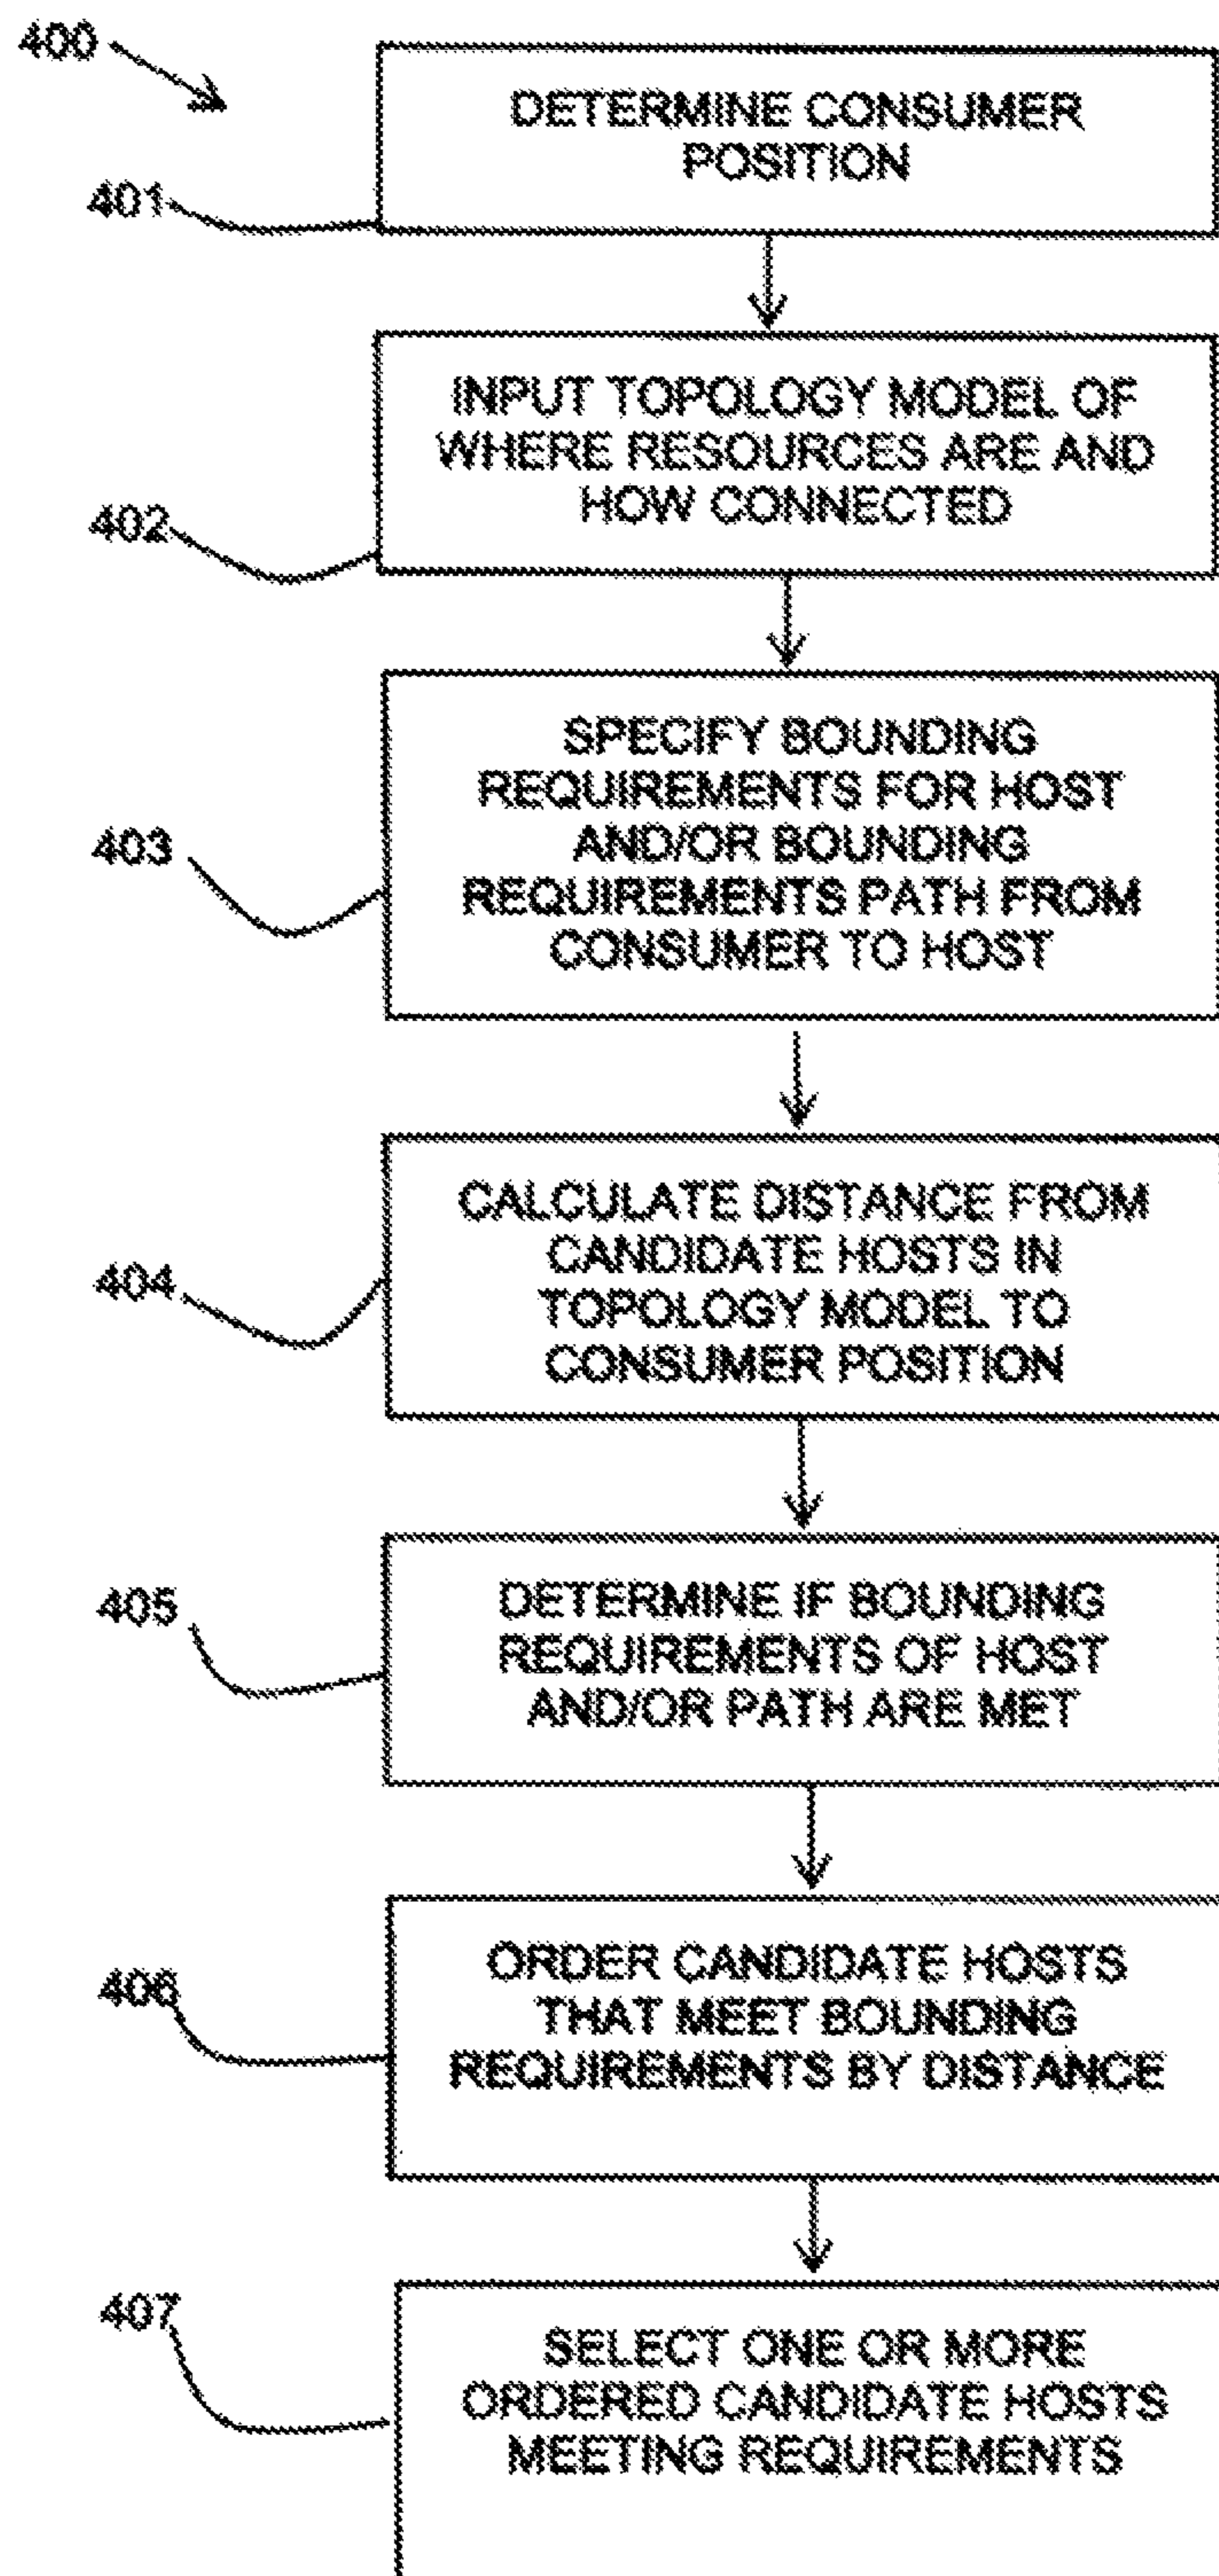 400
DETERMINE CONSUMER
POSITION
401
INPUT TOPOLOGY MODEL OF
WHERE RESOURCES ARE AND
HOW CONNECTED
402
SPECIFY BOUNDING
REQUIREMENTS FOR HOST
AND/OR BOUNDING
REQUIREMENTS PATH FROM
CONSUMER TO HOST
403
CALCULATE DISTANCE FROM
CANDIDATE HOSTS IN
TOPOLOGY MODEL TO
CONSUMER POSITION
404
DETERMINE IF BOUNDING
REQUIREMENTS OF HOST
AND/OR PATH ARE MET
405
ORDER CANDIDATE HOSTS
THAT MEET BOUNDING
REQUIREMENTS BY DISTANCE
406
SELECT ONE OR MORE
ORDERED CANDIDATE HOSTS
MEETING REQUIREMENTS
407